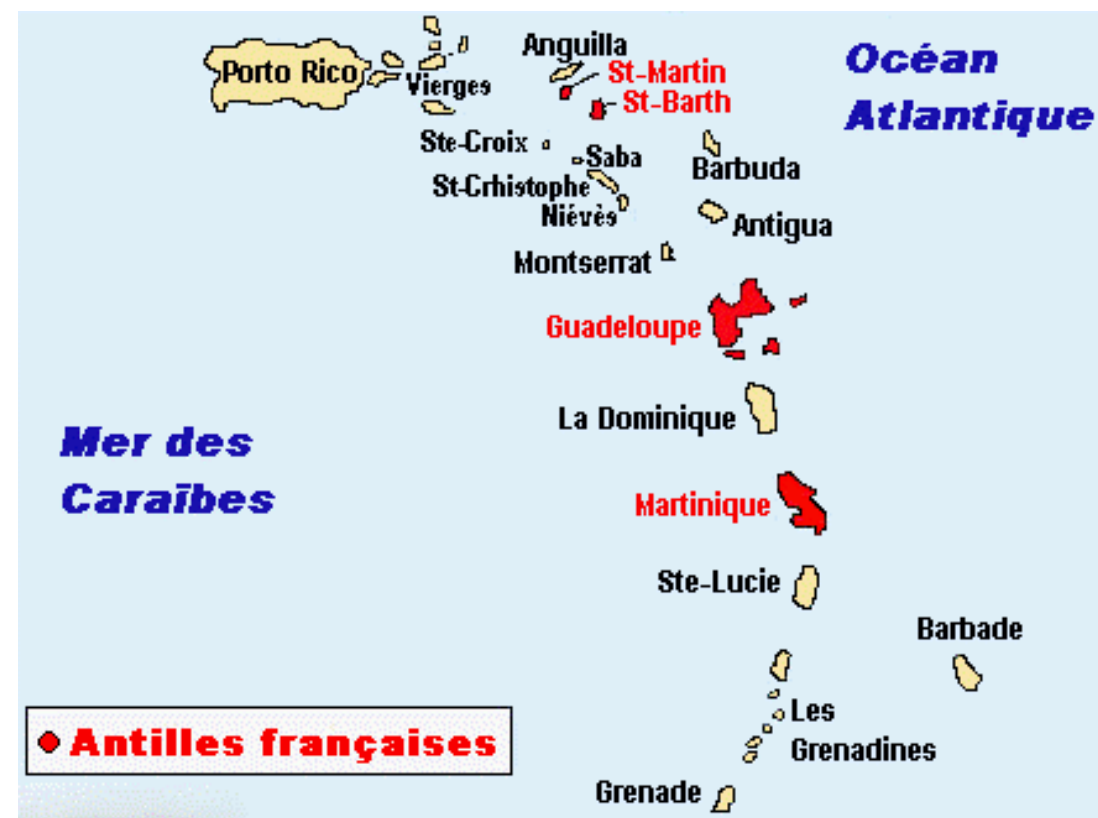 Anguilla
Océan
Atlantique
Porto Rico
Vierges
St-Martin
St-Barth
Ste-Croix
Saba
Barbuda
St-Crhistophe
Niévès
Antigua
Montserrat
Guadeloupe
La Dominique
Mer des
Caraïbes
Martinique
Ste-Lucie
Barbade
Les
Grenadines
Antilles françaises
Grenade